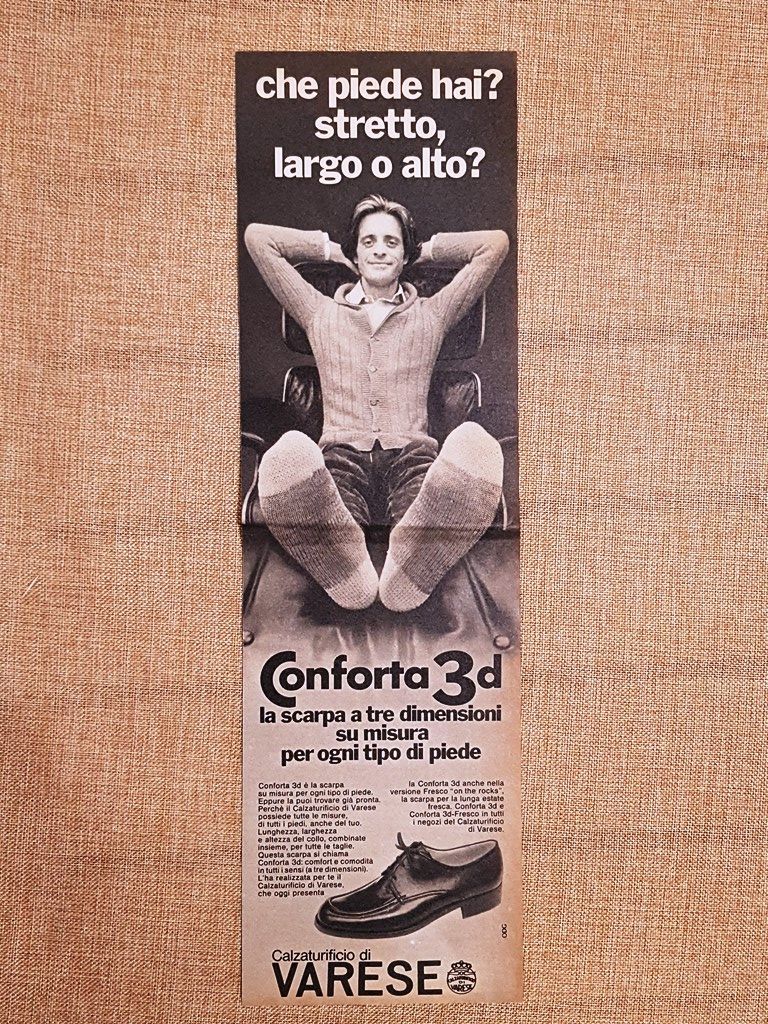 che piede hai?
stretto,
largo o alto?
Conforta 3d
la scarpa a tre dimensioni
su misura
per ogni tipo di piede
Conforta 3d è la scarpa
su misura per ogni tipo di piede.
Eppure la puoi trovare già pronta.
Perchè il Calzaturificio di Varese
possiede tutte le misure,
di tutti i piedi, anche del tuo.
Lunghezza, larghezza
e altezza del collo, combinate
insieme, per tutte le taglie.
Questa scarpa si chiama
Conforta 3d: comfort e comodità
in tutti i sensi (a tre dimensioni).
L'ha realizzata per te il
Calzaturificio di Varese,
che oggi presenta
la Conforta 3d anche nella
versione Fresco "on the rocks",
la scarpa per la lunga estate
fresca. Conforta 3d e
Conforta 3d-Fresco in tutti
i negozi del Calzaturificio
di Varese.
Calzaturificio di
VARESE
CALZATURIFICIO
DI
VARESE